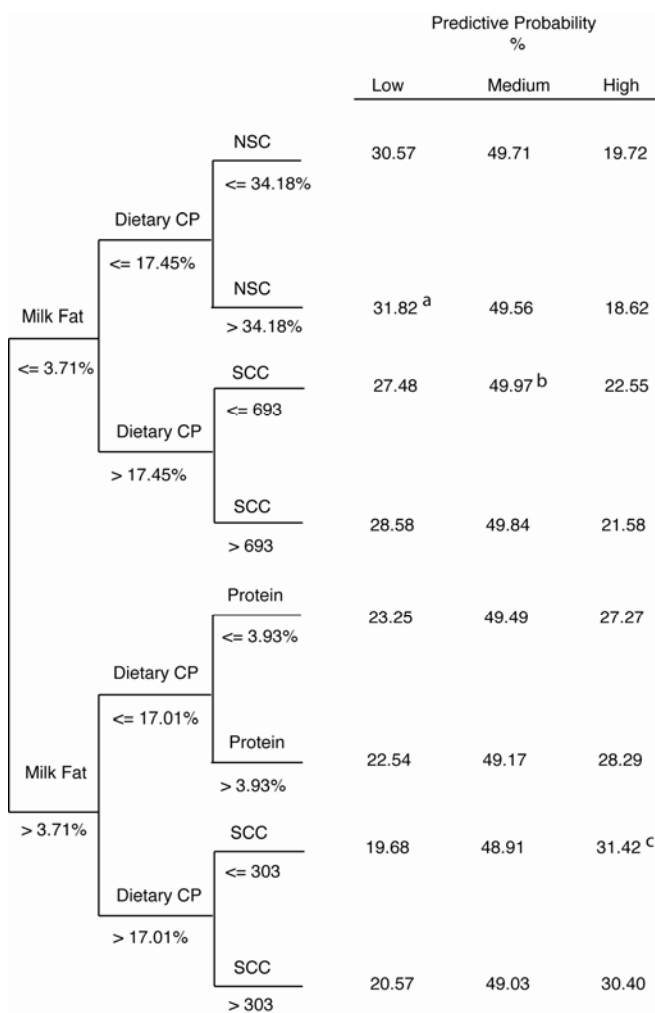 Predictive Probability
%
Low Medium High
NSC
30.57 49.71 19.72
<= 34.18%
Dietary CP
<= 17.45%
NSC
31.82 a 49.56 18.62
> 34.18%
Milk Fat
<= 3.71%
SCC
27.48 49.97 b 22.55
<= 693
Dietary CP
> 17.45%
SCC
28.58 49.84 21.58
> 693
Protein
23.25 49.49 27.27
<= 3.93%
Dietary CP
<= 17.01%
Protein
22.54 49.17 28.29
> 3.93%
Milk Fat
> 3.71%
SCC
19.68 48.91 31.42 c
<= 303
Dietary CP
> 17.01%
SCC
20.57 49.03 30.40
> 303